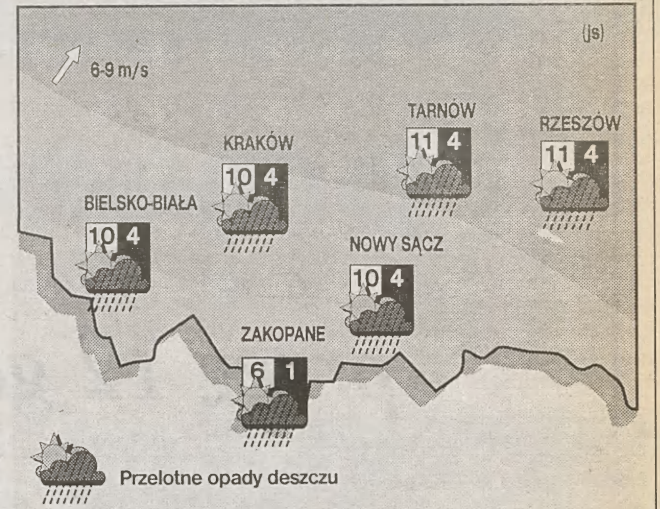 (js)
6-9 m/s
TARNÓW
11 4
RZESZÓW
11 4
KRAKÓW
10 4
BIELSKO-BIAŁA
10 4
NOWY SĄCZ
10 4
ZAKOPANE
6 1
Przelotne opady deszczu